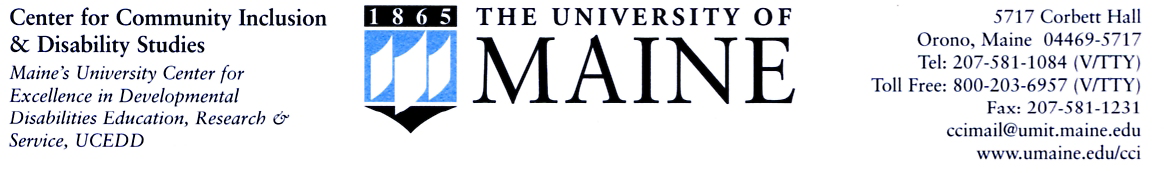 Center for Community Inclusion
& Disability Studies
Maine's University Center for
Excellence in Developmental
Disabilities Education, Research &
Service, UCEDD
1865
THE UNIVERSITY OF
MAINE
5717 Corbett Hall
Orono, Maine 04469-5717
Tel: 207-581-1084 (V/TTY)
Toll Free: 800-203-6957 (V/TTY)
Fax: 207-581-1231
ccimail@umit.maine.edu
www.umaine.edu/cci